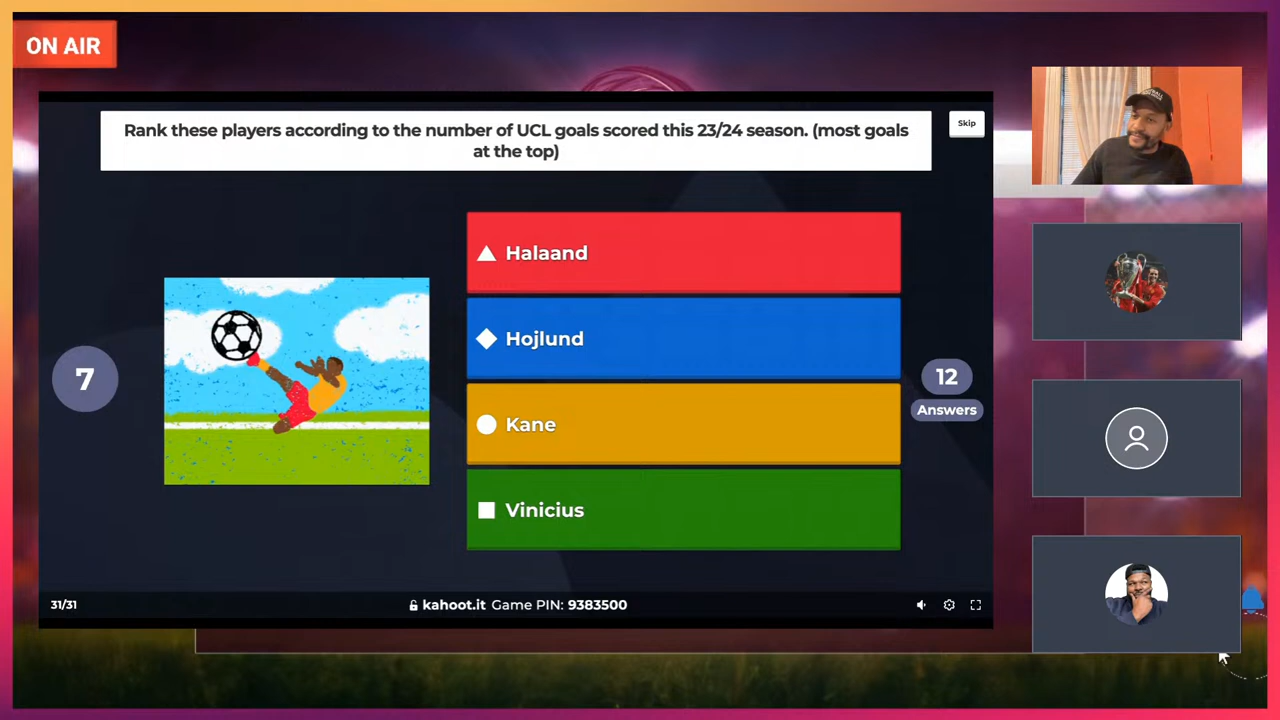 ON AIR
Rank these players according to the number of UCL goals scored this 23/24 season. (most goals
at the top)
Skip
Halaand
Hojlund
7
12
Answers
Kane
Vinicius
31/31
kahoot.it Game PIN: 9383500